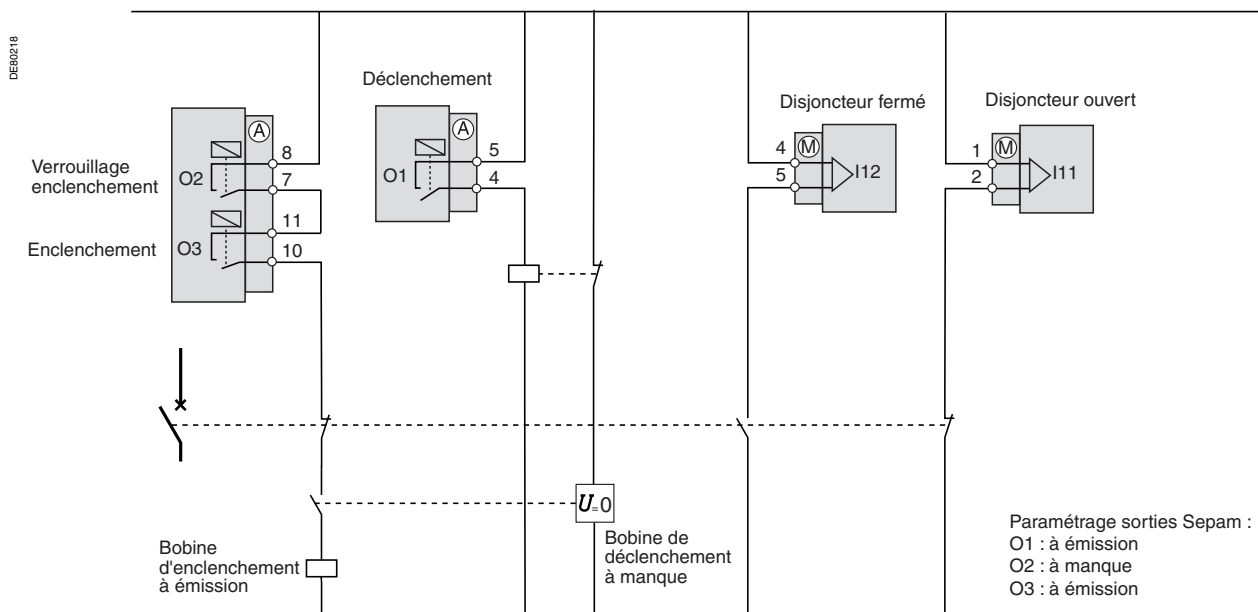 DE80218
Déclenchement
Disjoncteur fermé
Disjoncteur ouvert
A
A
M
M
8
5
4
1
Verrouillage
enclenchement
O2
7
O1
4
5
I12
2
I11
11
Enclenchement
O3
10
U=0
Bobine
d'enclenchement
à émission
Bobine de
déclenchement
à manque
Paramétrage sorties Sepam :
O1 : à émission
O2 : à manque
O3 : à émission